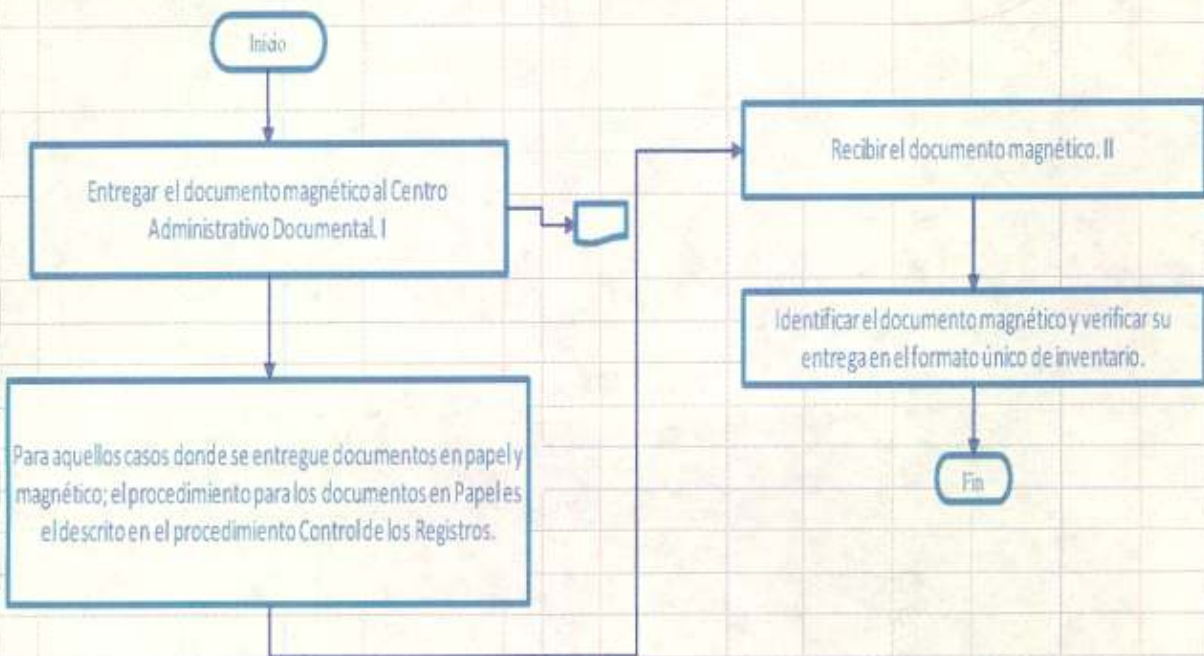 Inicio
Entregar el documento magnético al Centro
Administrativo Documental. I
Para aquellos casos donde se entregue documentos en papel y
magnético; el procedimiento para los documentos en Papel es
el descrito en el procedimiento Control de los Registros.
Recibir el documento magnético. II
Identificar el documento magnético y verificar su
entrega en el formato único de inventario.
Fin